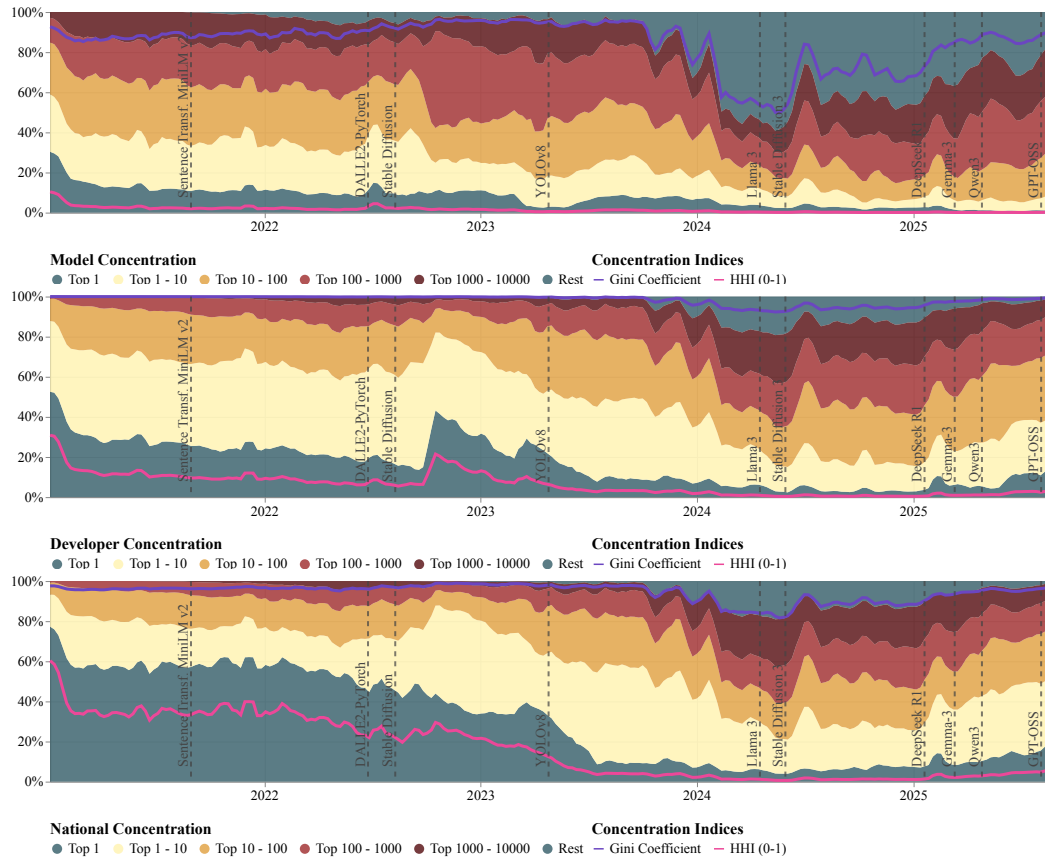 100%
80%
60%
40%
20%
0%
Sentence Transf. MiniLM v
DALLE2-PyTorch
Stable Diffusion
YOLOv8
Llama 3
Stable Diffusion 3
DeepSeek R1
Gemma-3
Qwen3
GPT-OSS
2022 2023 2024 2025
Model Concentration Concentration Indices
Top 1 Top 1 - 10 Top 10 - 100 Top 100 - 1000 Top 1000 - 10000 Rest Gini Coefficient HHI (0-1)
100%
80%
60%
40%
20%
0%
Sentence Transf. MiniLM v2
DALLE2-PyTorch
Stable Diffusion
YOLOv8
Llama 3
Stable Diffusion
DeepSeek R1
Gemma-3
Qwen3
GPT-OSS
2022 2023 2024 2025
Developer Concentration Concentration Indices
Top 1 Top 1 - 10 Top 10 - 100 Top 100 - 1000 Top 1000 - 10000 Rest Gini Coefficient HHI (0-1)
100%
80%
60%
40%
20%
0%
Sentence Transf. MiniLM v2
DALLE2-PyTorch
Stable Diffusion
YOLOv8
Llama 3
Stable Diffusion 3
DeepSeek R1
Gemma-3
Qwen3
GPT-OSS
2022 2023 2024 2025
National Concentration Concentration Indices
Top 1 Top 1 - 10 Top 10 - 100 Top 100 - 1000 Top 1000 - 10000 Rest Gini Coefficient HHI (0-1)